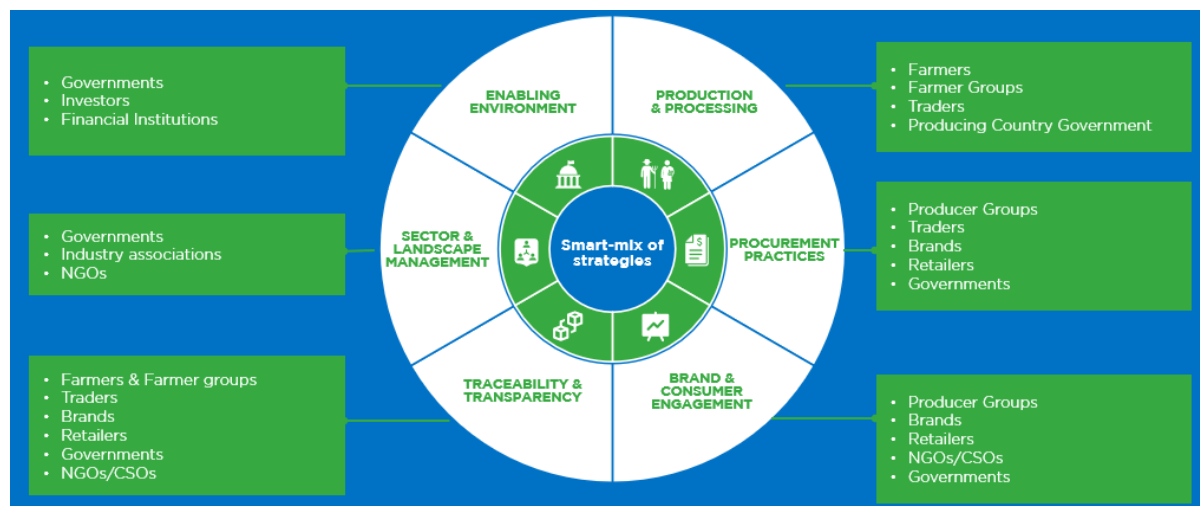 • Governments
• Investors
• Financial Institutions
• Governments
• Industry associations
• NGOs
• Farmers & Farmer groups
• Traders
• Brands
• Retailers
• Governments
• NGOs/CSOs
ENABLING
ENVIRONMENT
PRODUCTION
& PROCESSING
SECTOR &
LANDSCAPE
MANAGEMENT
Smart-mix of
strategies
PROCUREMENT
PRACTICES
TRACEABILITY &
TRANSPARENCY
BRAND &
CONSUMER
ENGAGEMENT
• Farmers
• Farmer Groups
• Traders
• Producing Country Government
• Producer Groups
• Traders
• Brands
• Retailers
• Governments
• Producer Groups
• Brands
• Retailers
• NGOs/CSOs
• Governments